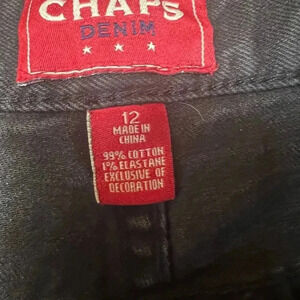 CHAPS
DENIM
12
MADE IN
CHINA
99% COTTON
1% ELASTANE
EXCLUSIVE OF
DECORATION